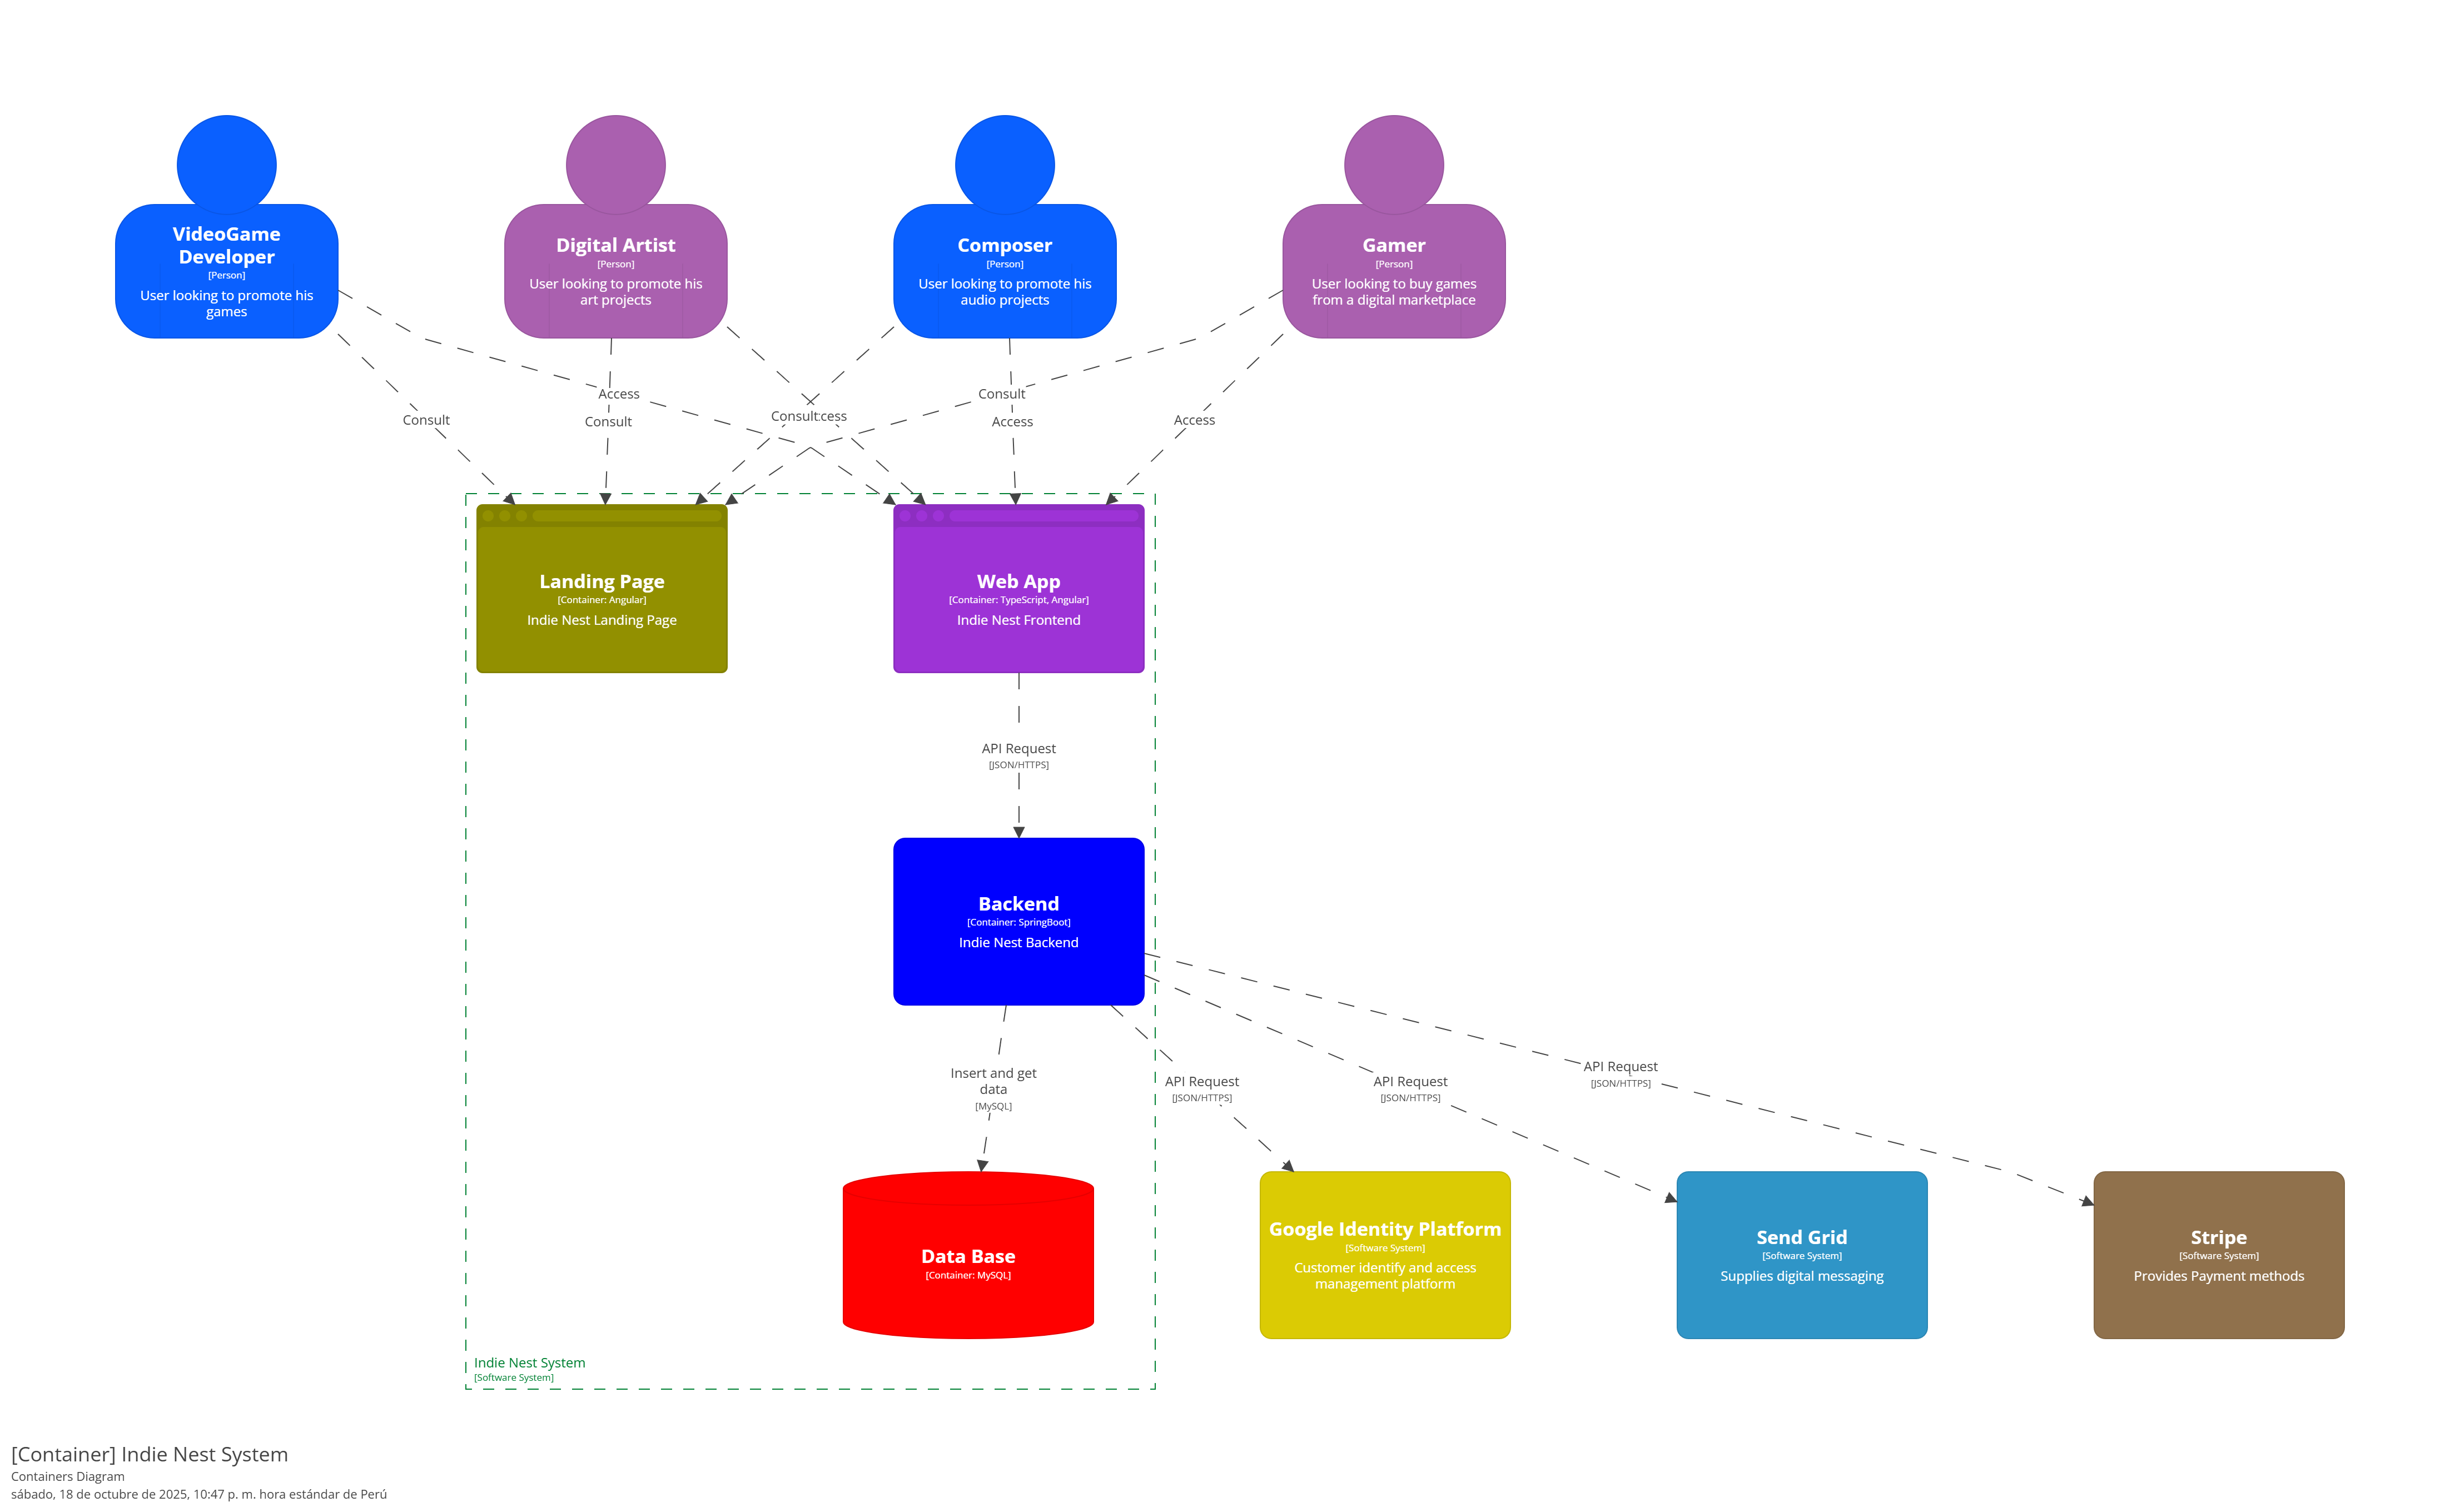 VideoGame
Developer
[Person]
User looking to promote his
games
Digital Artist
[Person]
User looking to promote his
art projects
Composer
[Person]
User looking to promote his
audio projects
Gamer
[Person]
User looking to buy games
from a digital marketplace
Access
Consult
Consult
Consult
Consult
Access
Access
Landing Page
[Container: Angular]
Indie Nest Landing Page
Web App
[Container: TypeScript, Angular]
Indie Nest Frontend
API Request
[JSON/HTTPS]
Backend
[Container: SpringBoot]
Indie Nest Backend
Insert and get
data
[MySQL]
API Request
[JSON/HTTPS]
API Request
[JSON/HTTPS]
API Request
[JSON/HTTPS]
Data Base
[Container: MySQL]
Google Identity Platform
[Software System]
Customer identify and access
management platform
Send Grid
[Software System]
Supplies digital messaging
Stripe
[Software System]
Provides Payment methods
Indie Nest System
[Software System]
[Container] Indie Nest System
Containers Diagram
sábado, 18 de octubre de 2025, 10:47 p. m. hora estándar de Perú